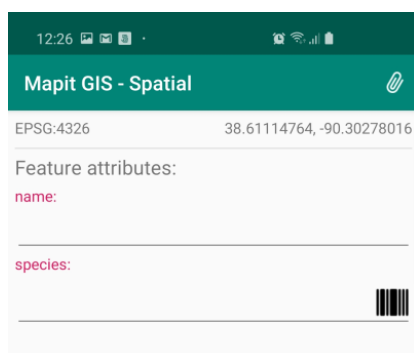 12:26
Mapit GIS - Spatial
EPSG:4326 38.61114764, -90.30278016
Feature attributes:
name:
species: